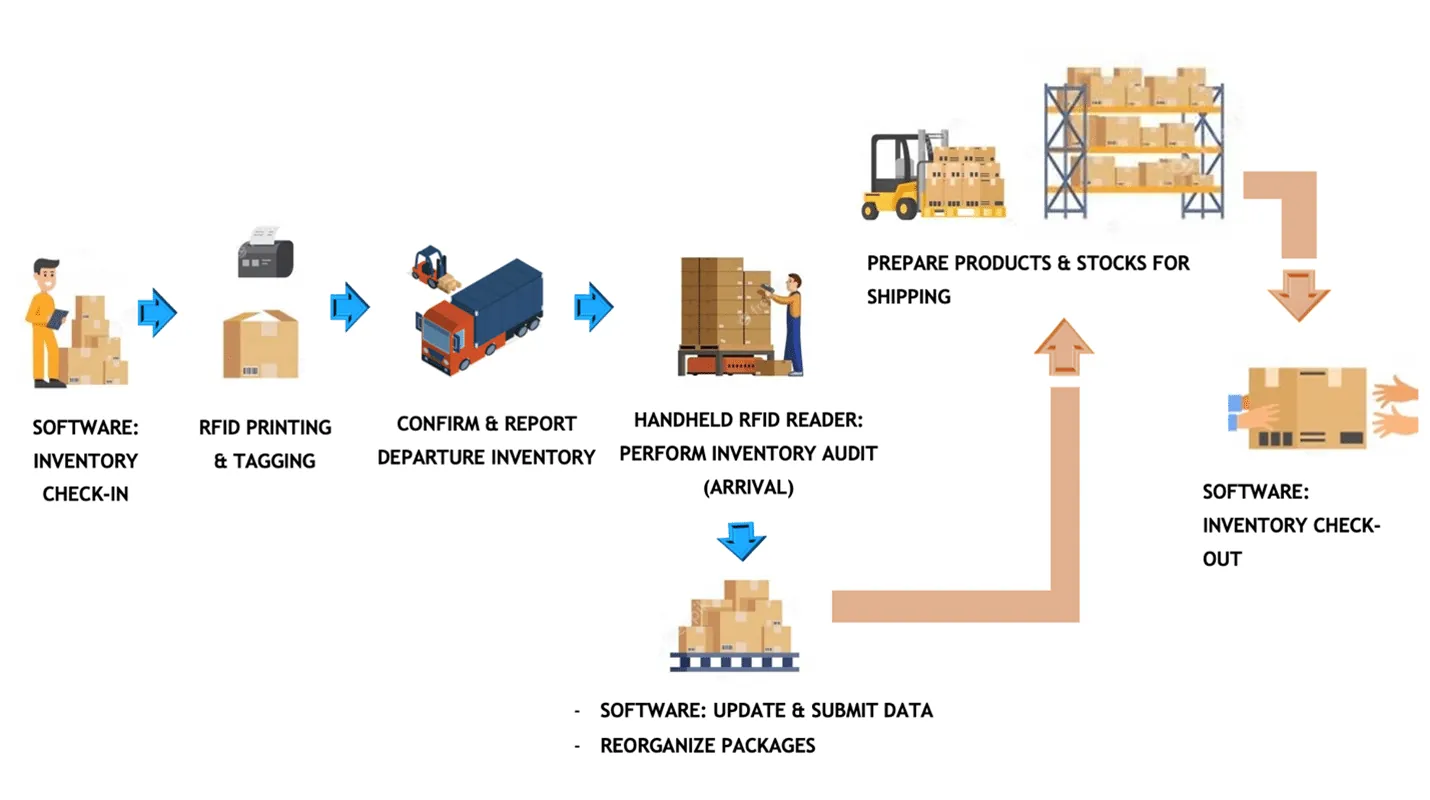 SOFTWARE:
INVENTORY
CHECK-IN
RFID PRINTING
& TAGGING
CONFIRM & REPORT
DEPARTURE INVENTORY
HANDHELD RFID READER:
PERFORM INVENTORY AUDIT
(ARRIVAL)
- SOFTWARE: UPDATE & SUBMIT DATA
- REORGANIZE PACKAGES
PREPARE PRODUCTS & STOCKS FOR
SHIPPING
SOFTWARE:
INVENTORY CHECK-
OUT